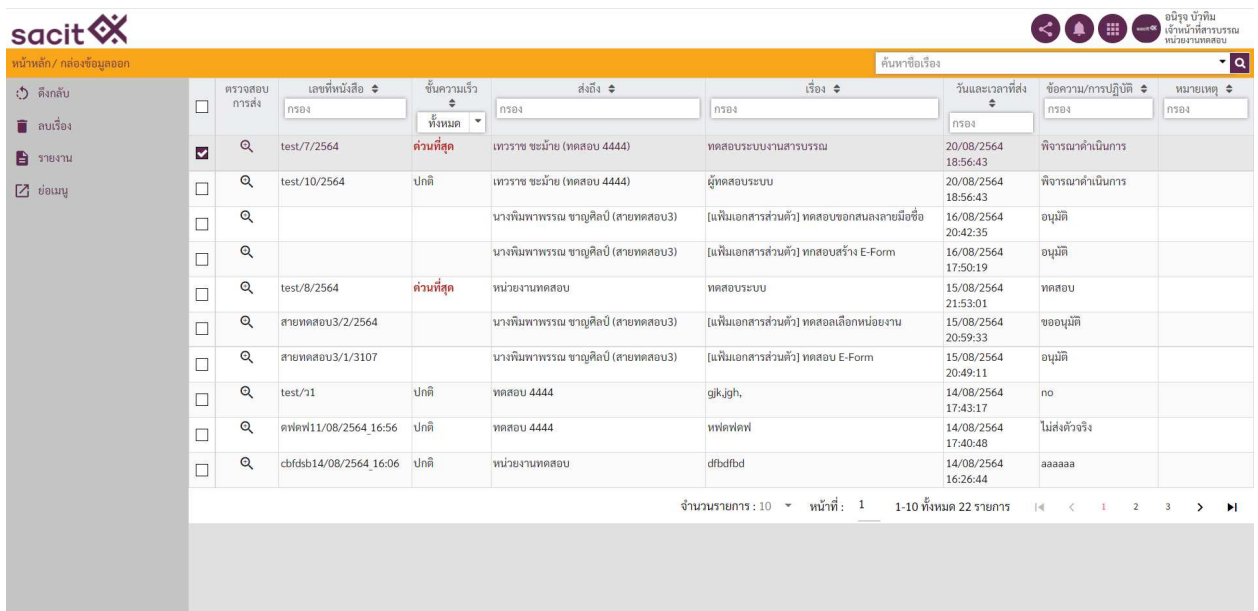 sacit
อนิรุจ บัวทิม
เจ้าหน้าที่สารบรรณ
หน่วยงานทดสอบ
หน้าหลัก/ กล่องข้อมูลออก
ค้นหาชื่อเรื่อง
ดึงกลับ
ลบเรื่อง
รายงาน
ย่อเมนู
ตรวจสอบการส่ง เลขที่หนังสือ ชั้นความเร็ว ส่งถึง เรื่อง วันและเวลาที่ส่ง ข้อความ/การปฏิบัติ หมายเหตุ
กรอง ทั้งหมด กรอง กรอง กรอง กรอง กรอง
test/7/2564 ด่วนที่สุด เทวราช ชะม้าย (ทดสอบ 4444) ทดสอบระบบงานสารบรรณ 20/08/2564 พิจารณาดำเนินการ
18:56:43
test/10/2564 ปกติ เทวราช ชะม้าย (ทดสอบ 4444) ผู้ทดสอบระบบ 20/08/2564 พิจารณาดำเนินการ
18:56:43
นางพิมพาพรรณ ชาญศิลป์ (สายทดสอบ3) [แฟ้มเอกสารส่วนตัว] ทดสอบขอกสนลงลายมือชื่อ 16/08/2564 อนุมัติ
20:42:35
นางพิมพาพรรณ ชาญศิลป์ (สายทดสอบ3) [แฟ้มเอกสารส่วนตัว] ทกสอบสร้าง E-Form 16/08/2564 อนุมัติ
17:50:19
test/8/2564 ด่วนที่สุด หน่วยงานทดสอบ ทดสอบระบบ 15/08/2564 ทดสอบ
21:53:01
สายทดสอบ3/2/2564 นางพิมพาพรรณ ชาญศิลป์ (สายทดสอบ3) [แฟ้มเอกสารส่วนตัว] ทดสอลเลือกหน่อยงาน 15/08/2564 ขออนุมัติ
20:59:33
สายทดสอบ3/1/3107 นางพิมพาพรรณ ชาญศิลป์ (สายทดสอบ3) [แฟ้มเอกสารส่วนตัว] ทดสอบ E-Form 15/08/2564 อนุมัติ
20:49:11
test/ว1 ปกติ ทดสอบ 4444 gjk,jgh, 14/08/2564 no
17:43:17
ดฟดฟ11/08/2564_16:56 ปกติ ทดสอบ 4444 หฟดฟดฟ 14/08/2564 ไม่ส่งตัวจริง
17:40:48
cbfdsb14/08/2564_16:06 ปกติ หน่วยงานทดสอบ dfbdfbd 14/08/2564 aaaaaa
16:26:44
จำนวนรายการ : 10 หน้าที่ : 1 1-10 ทั้งหมด 22 รายการ 1 2 3